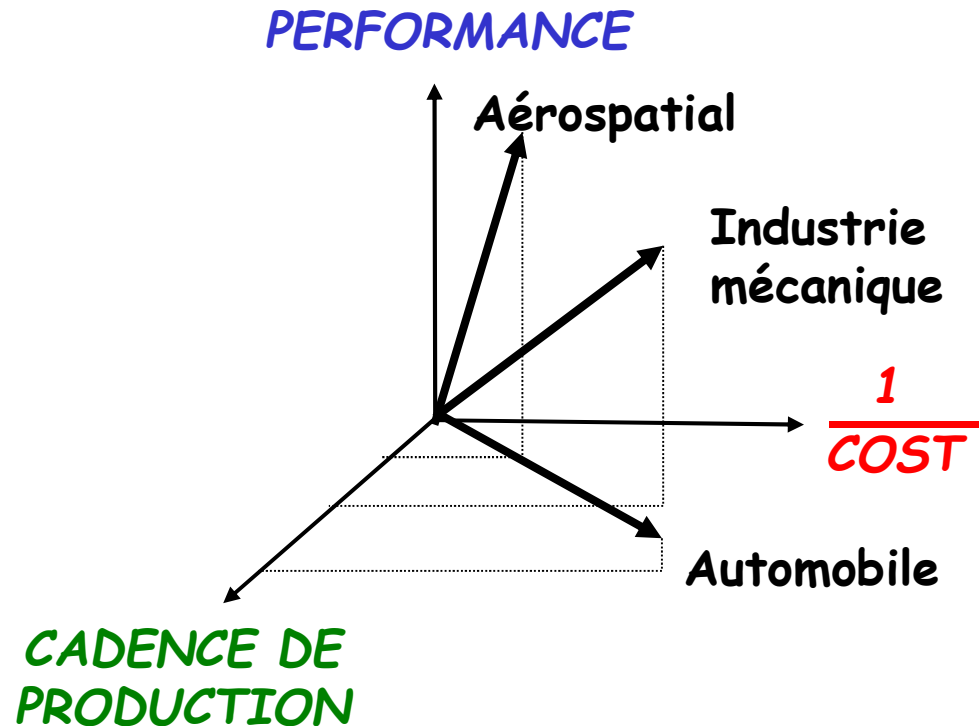 PERFORMANCE
Aérospatial
Industrie
mécanique
1
COST
Automobile
CADENCE DE
PRODUCTION